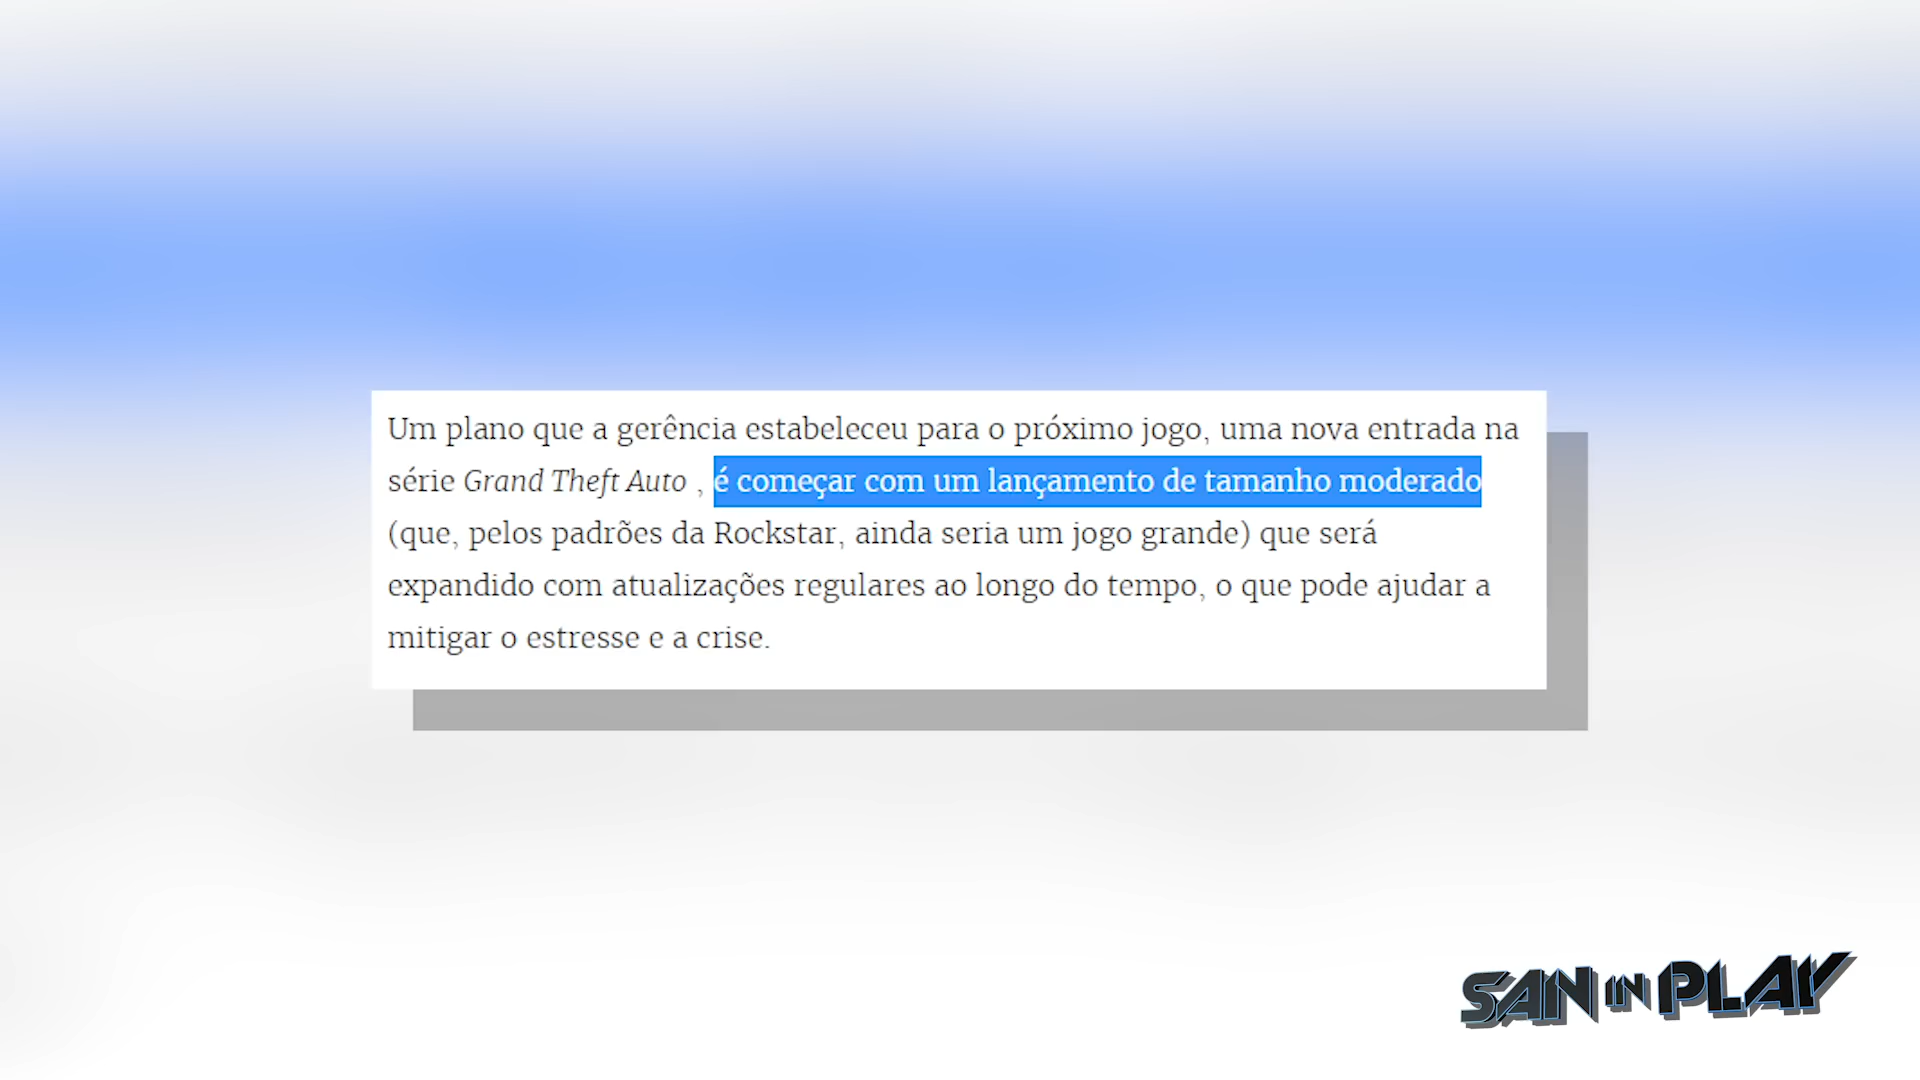 Um plano que a gerência estabeleceu para o próximo jogo, uma nova entrada na
série Grand Theft Auto , é começar com um lançamento de tamanho moderado
(que, pelos padrões da Rockstar, ainda seria um jogo grande) que será
expandido com atualizações regulares ao longo do tempo, o que pode ajudar a
mitigar o estresse e a crise.
SAN IN PLAY